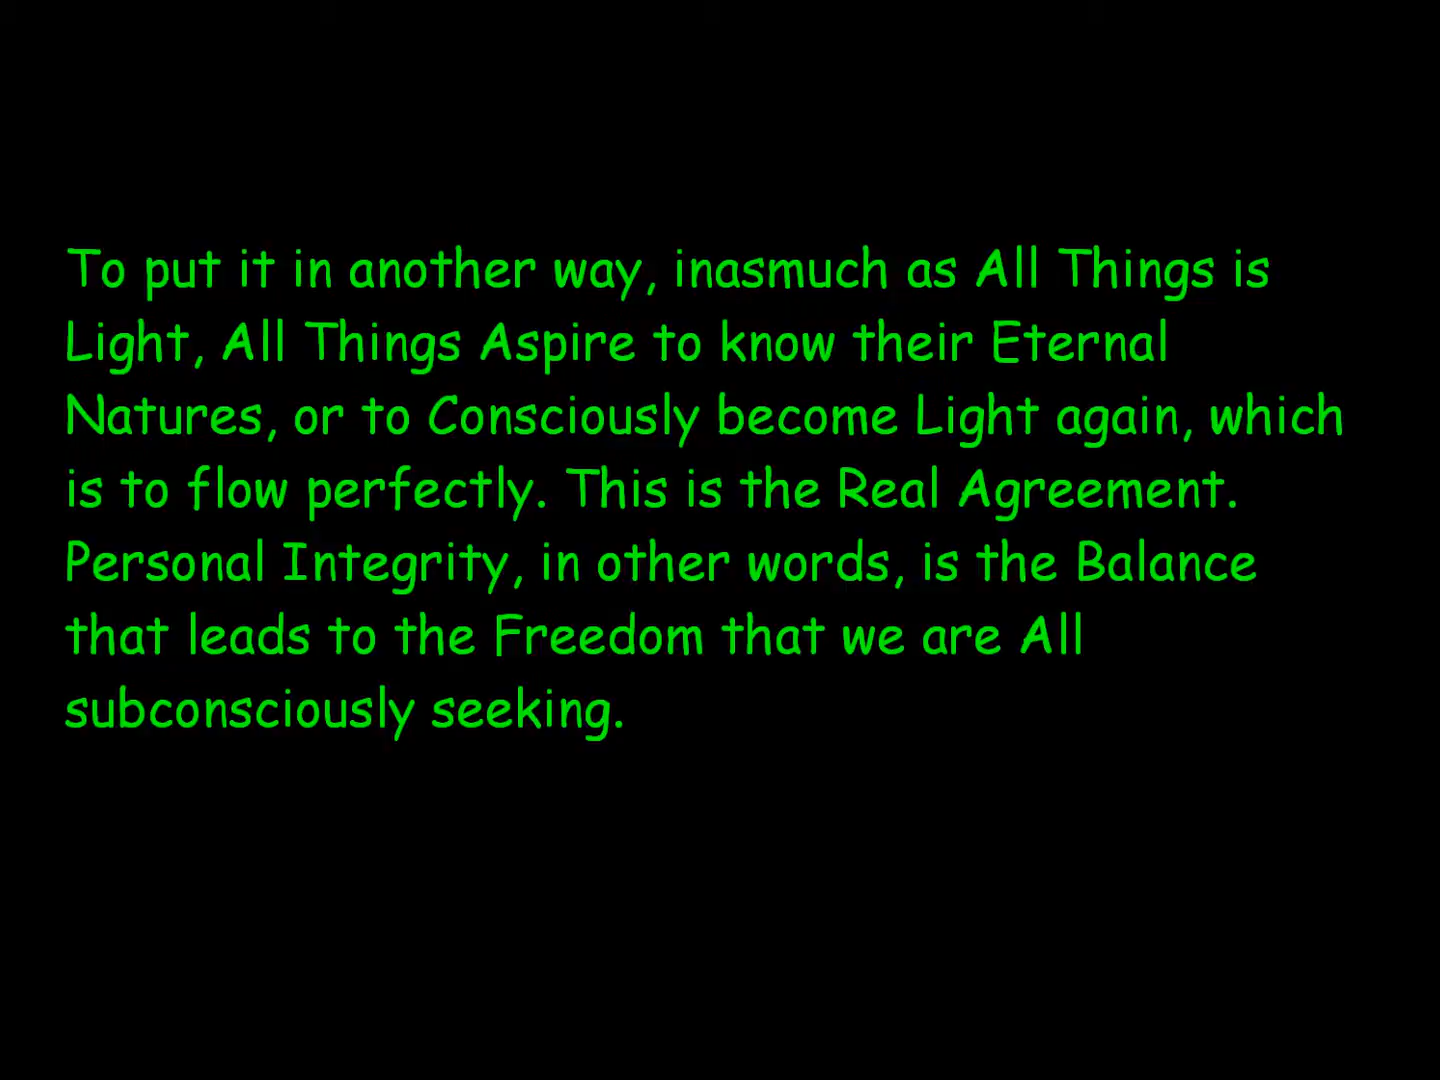 To put it in another way, inasmuch as All Things is
Light, All Things Aspire to know their Eternal
Natures, or to Consciously become Light again, which
is to flow perfectly. This is the Real Agreement.
Personal Integrity, in other words, is the Balance
that leads to the Freedom that we are All
subconsciously seeking.